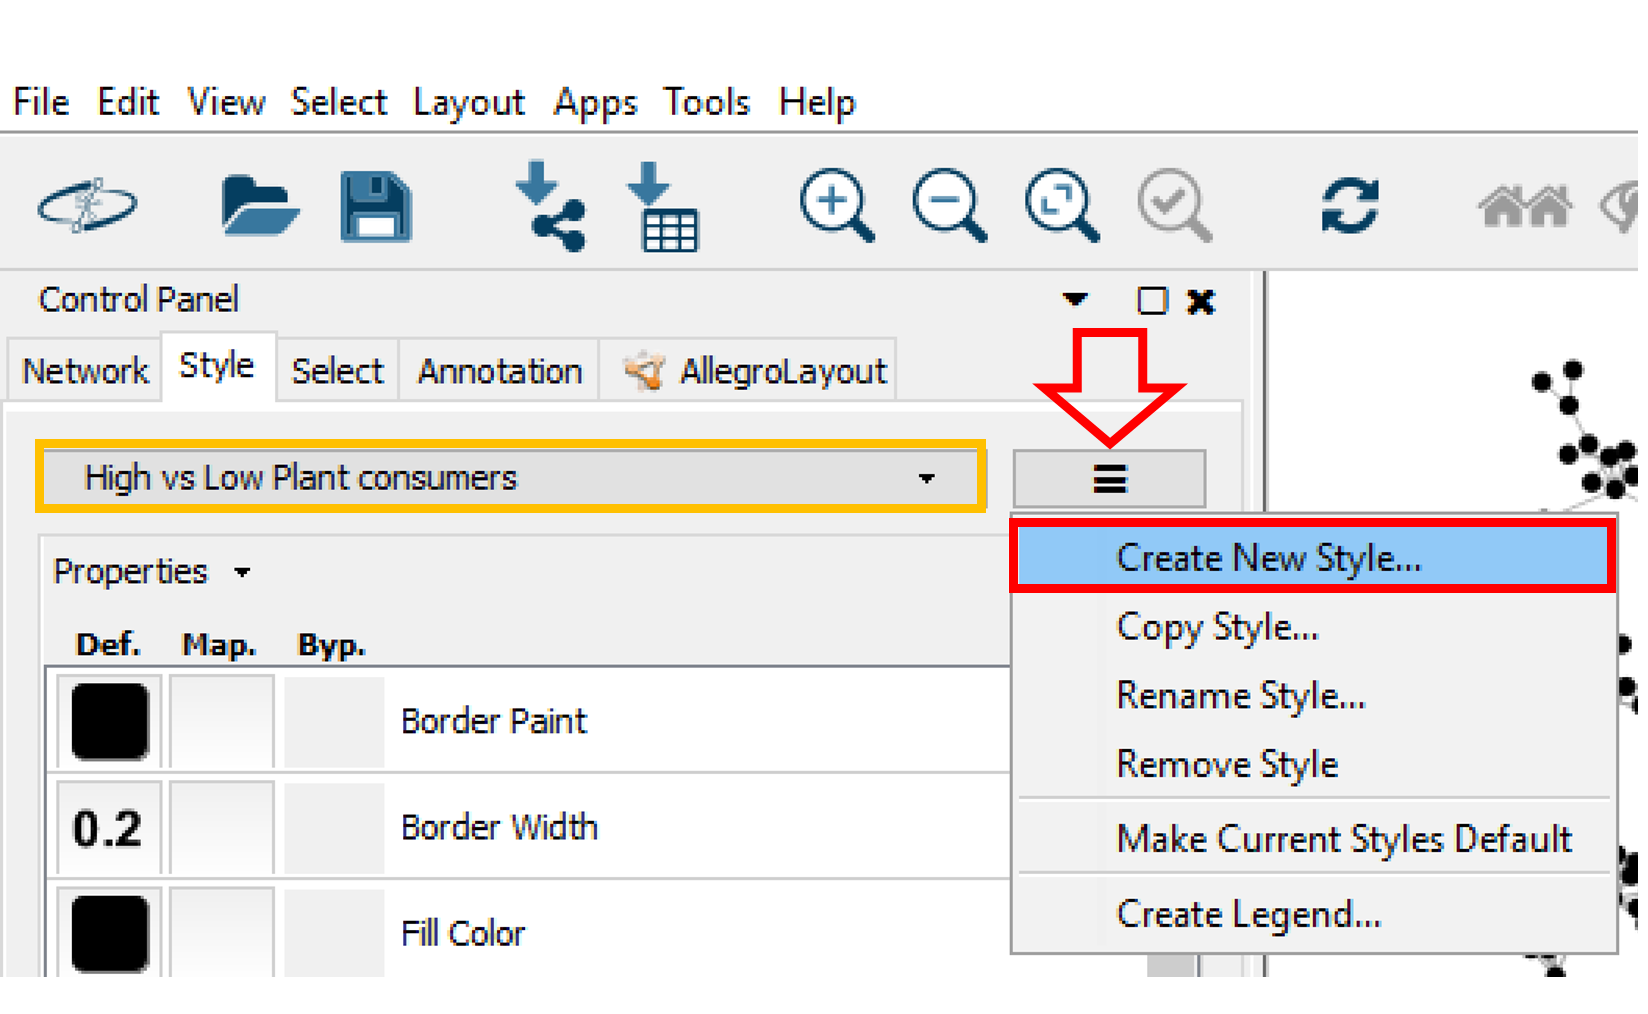 File Edit View Select Layout Apps Tools Help
Control Panel
Network Style Select Annotation AllegroLayout
High vs Low Plant consumers
Create New Style...
Properties
Copy Style...
Def. Map. Byp.
Rename Style...
Border Paint
Remove Style
0.2 Border Width
Make Current Styles Default
Create Legend...
Fill Color